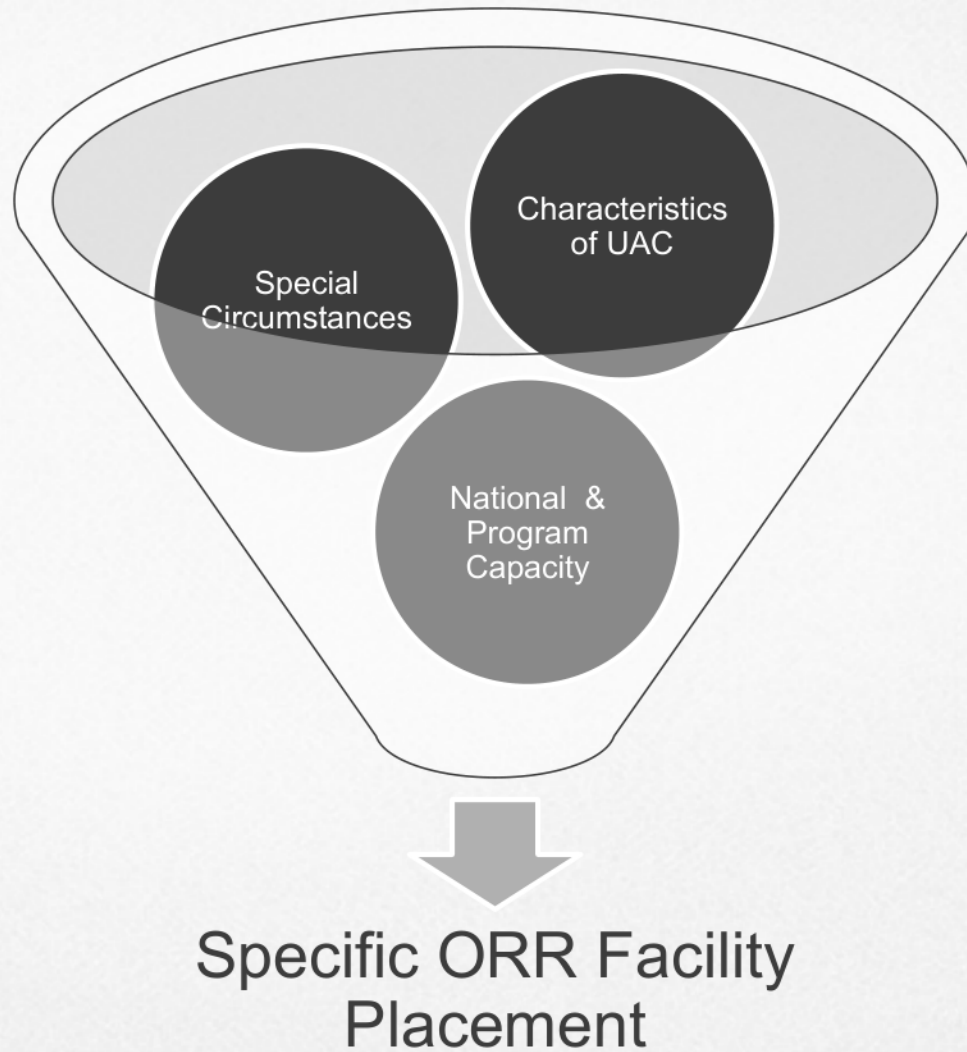 Characteristics
of UAC
Special
Circumstances
National & 
Program
Capacity
Specific ORR Facility
Placement